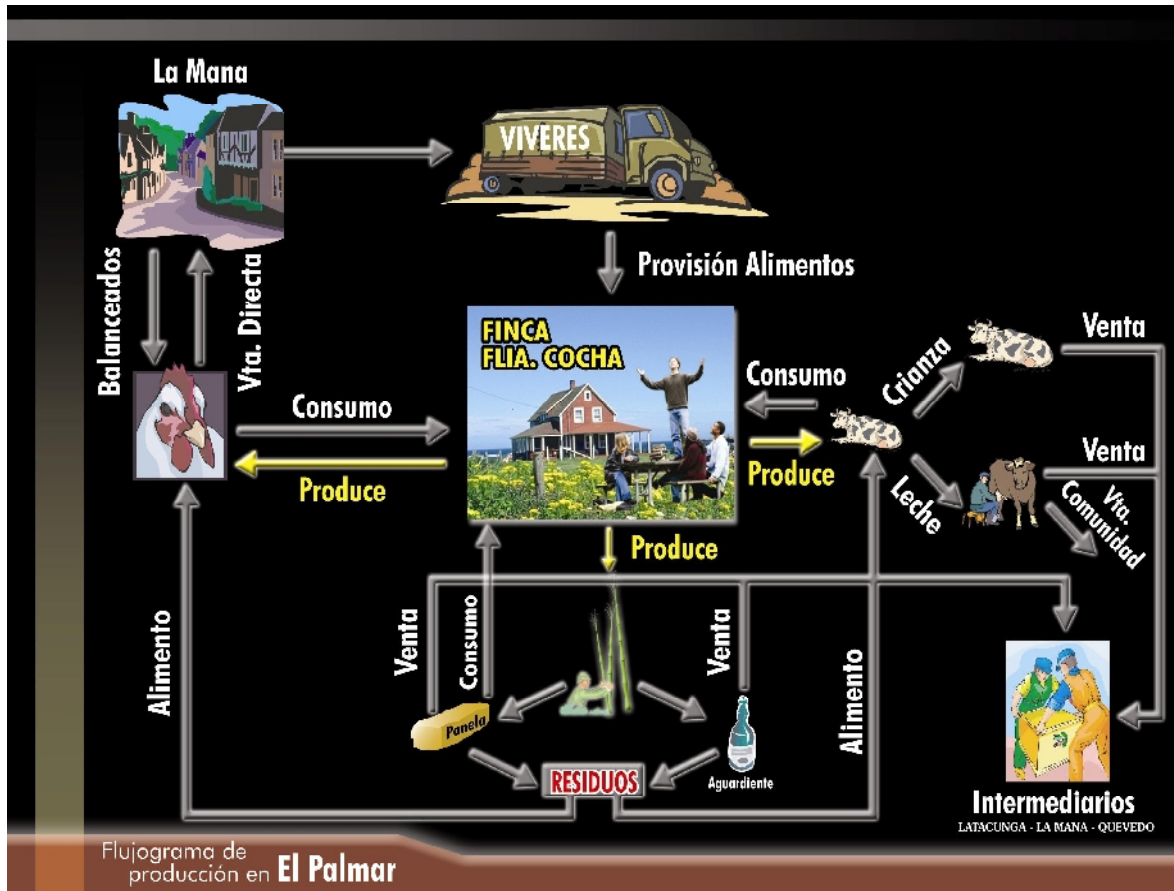 La Mana
VIVERES
Balanceados
Vta. Directa
Provisión Alimentos
FINCA
FLIA. COCHA
Consumo
Produce
Consumo
Produce
Crianza
Venta
Leche
Venta
Vta.
Comunidad
Produce
Alimento
Venta
Consumo
Venta
Alimento
Panela
Aguardiente
RESIDUOS
Intermediarios
LATACUNGA - LA MANA - QUEVEDO
Flujograma de
producción en El Palmar